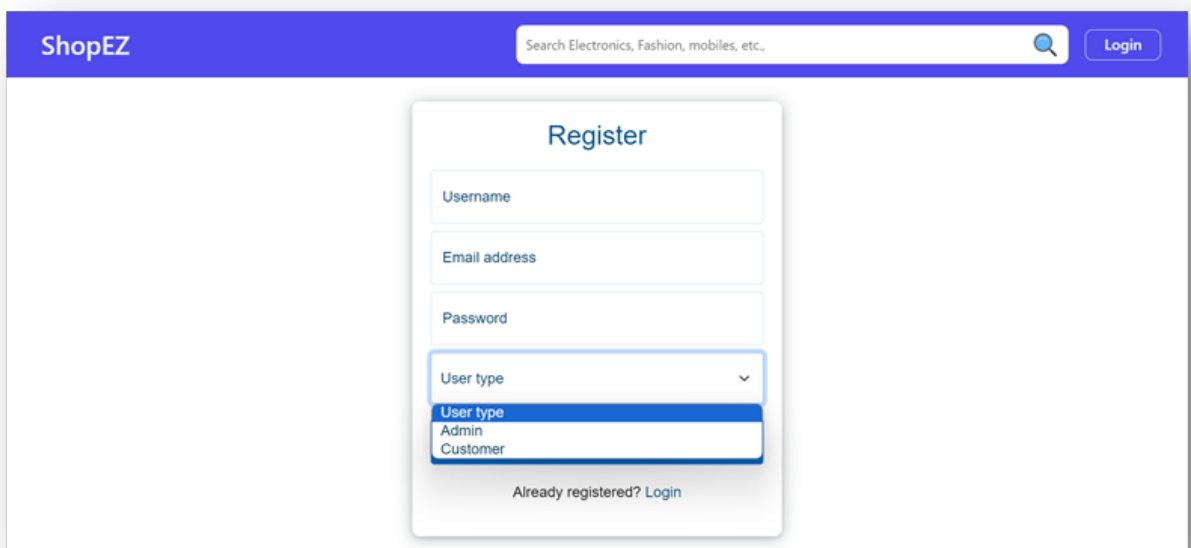 ShopEZ
Search Electronics, Fashion, mobiles, etc.,
Login
Register
Username
Email address
Password
User type
User type
Admin
Customer
Already registered? Login